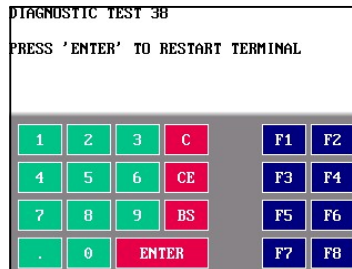 DIAGNOSTIC TEST 38
PRESS 'ENTER' TO RESTART TERMINAL
1 2 3 C F1 F2
4 5 6 CE F3 F4
7 8 9 BS F5 F6
. 0 ENTER F7 F8